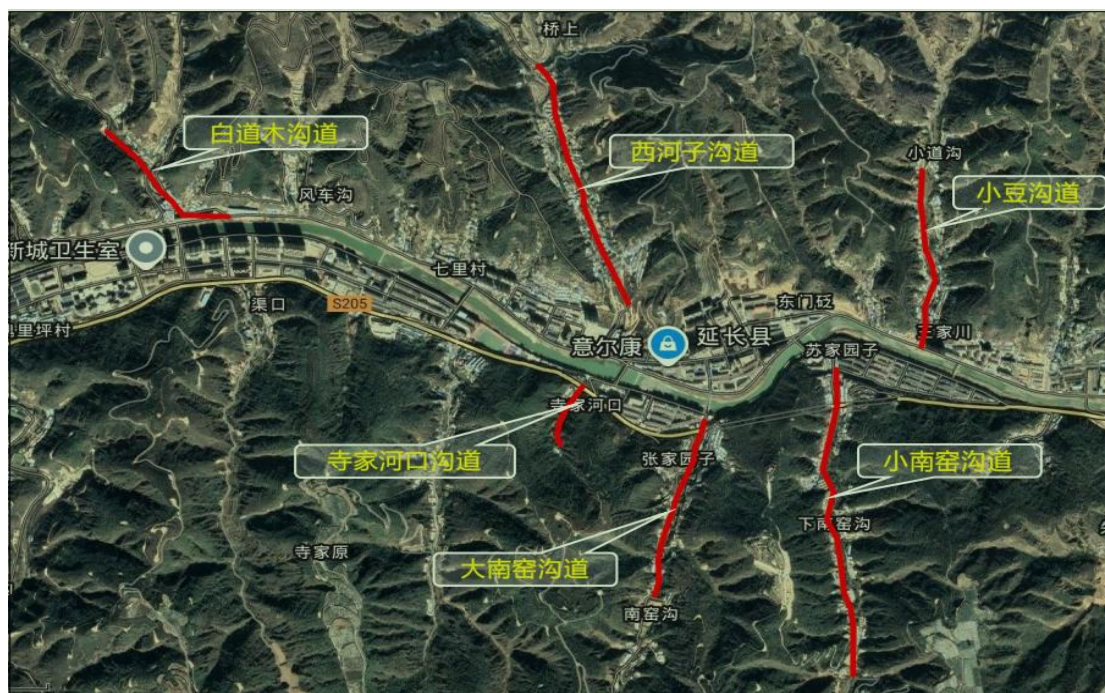 桥上
白道木沟道
西河子沟道
小道沟
小豆沟道
风车沟
新城卫生室
七里村
渠口
S205
东门砭
王家川
意尔康
延长县
苏家园子
寺家河口
寺家河口沟道
张家园子
小南窑沟道
下南窑沟
寺家原
大南窑沟道
南窑沟